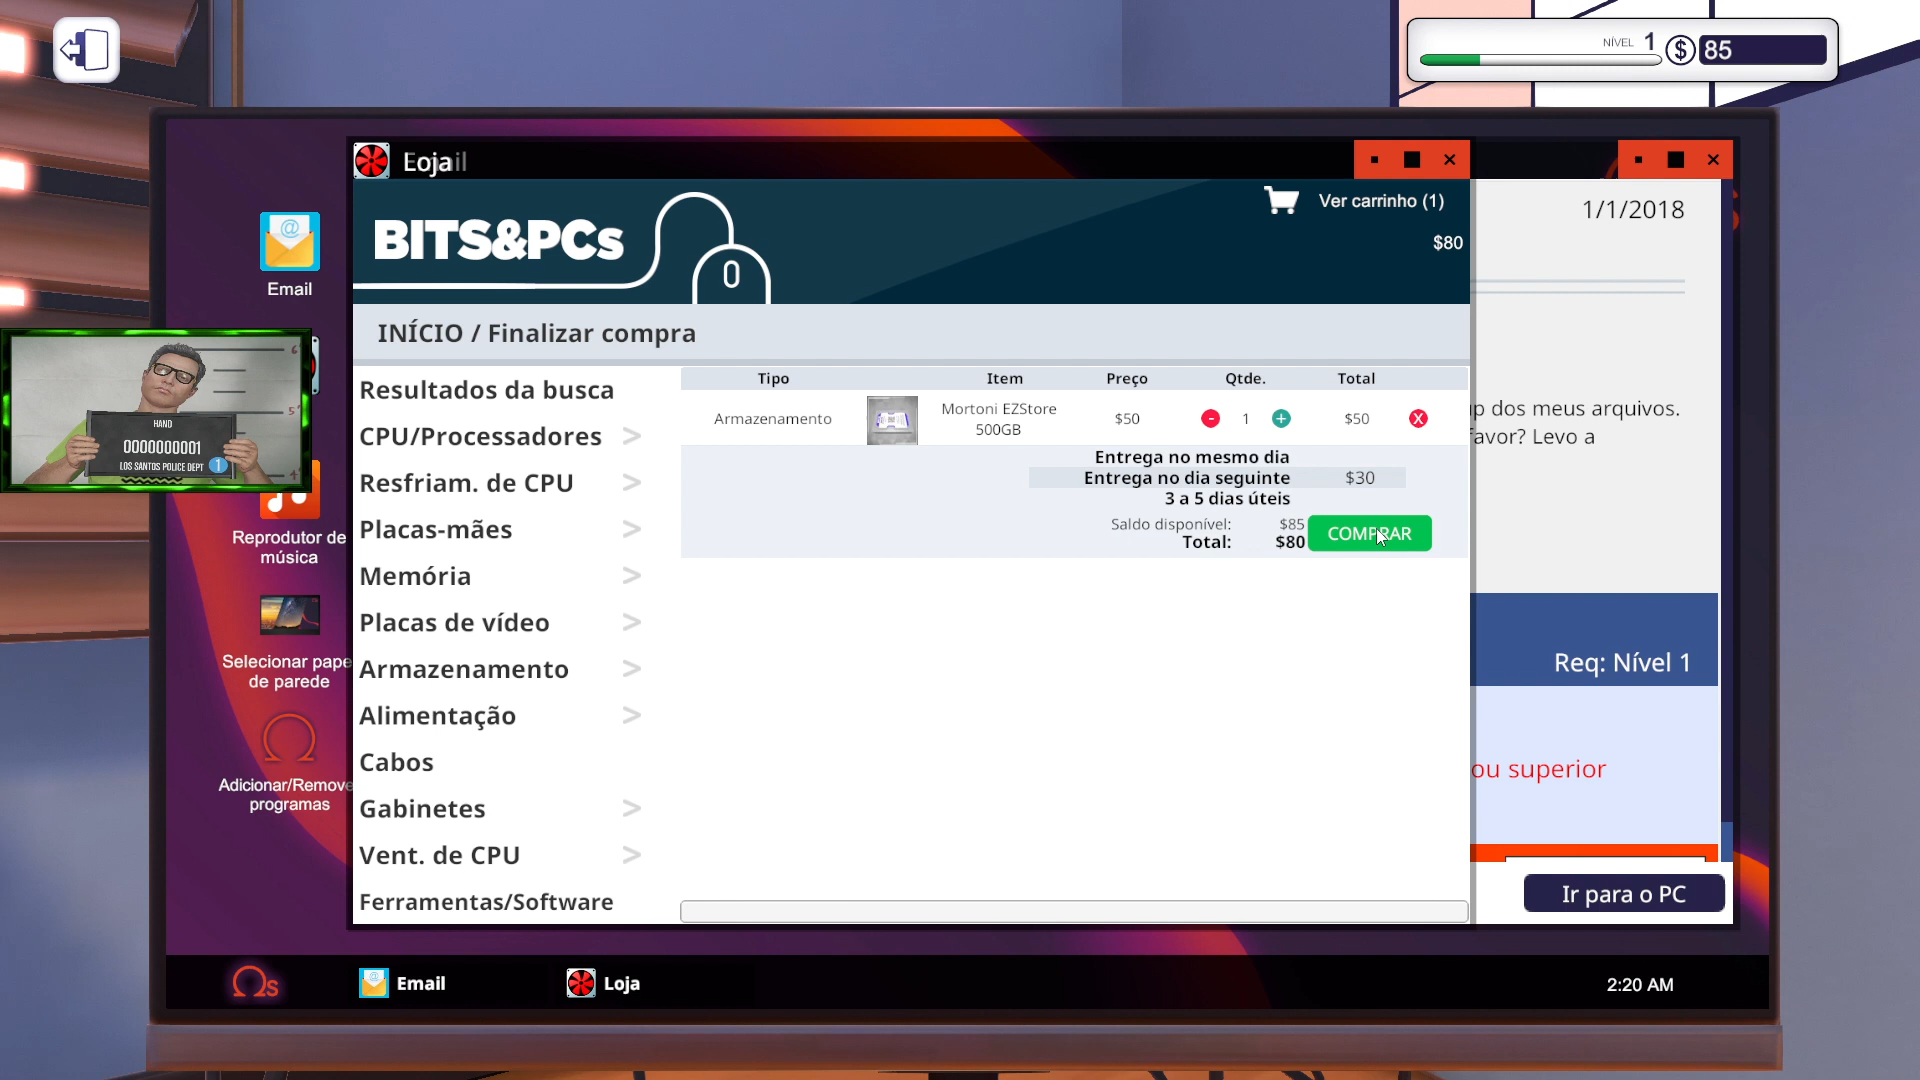 NÍVEL 1 $ 85
Loja
Ver carrinho (1)
$80
BITS&PCs
1/1/2018
Email
INÍCIO / Finalizar compra
Resultados da busca
CPU/Processadores >
Resfriam. de CPU >
Placas-mães >
Memória >
Placas de vídeo >
Armazenamento >
Alimentação >
Cabos
Gabinetes >
Vent. de CPU >
Ferramentas/Software
Tipo Item Preço Qtde. Total
Armazenamento Mortoni EZStore $50 - 1 + $50 X
500GB
Entrega no mesmo dia
Entrega no dia seguinte $30
3 a 5 dias úteis
Saldo disponível: $85
Total: $80
COMPRAR
dos meus arquivos.
Levo a
Req: Nível 1
ou superior
Ir para o PC
HAND
0000000001
LOS SANTOS POLICE DEPT 1
Reprodutor de
música
Selecionar pape
de parede
Adicionar/Remove
programas
Ωs Email Loja 2:20 AM